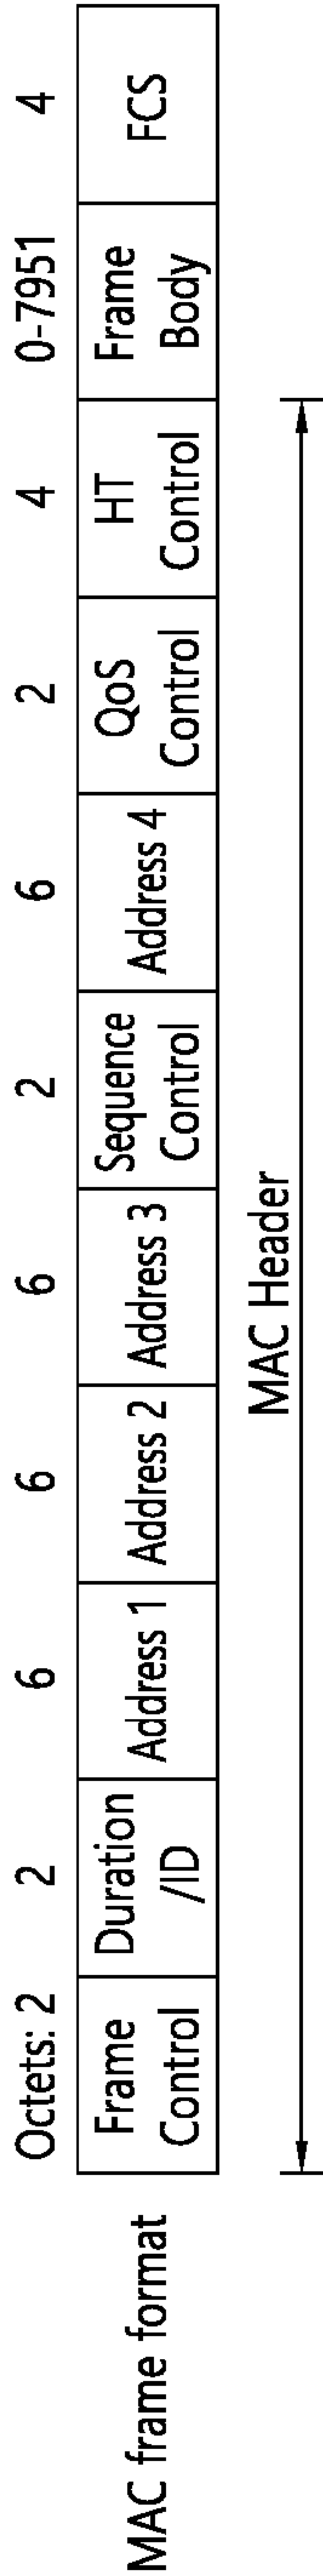 Octets: 2 2 6 6 6 2 6 2 4 0-7951 4
MAC frame format
Frame
Control
Duration
/ID
Address 1
Address 2
Address 3
Sequence
Control
Address 4
QoS
Control
HT
Control
Frame
Body
FCS
MAC Header